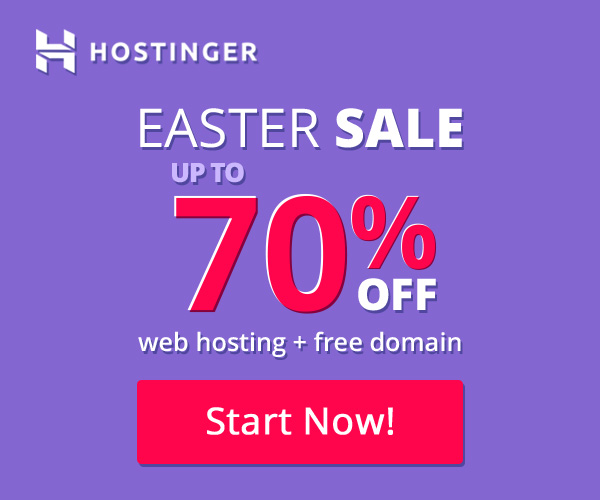 HOSTINGER
EASTER SALE
UP TO
70%
OFF
web hosting + free domain
Start Now!